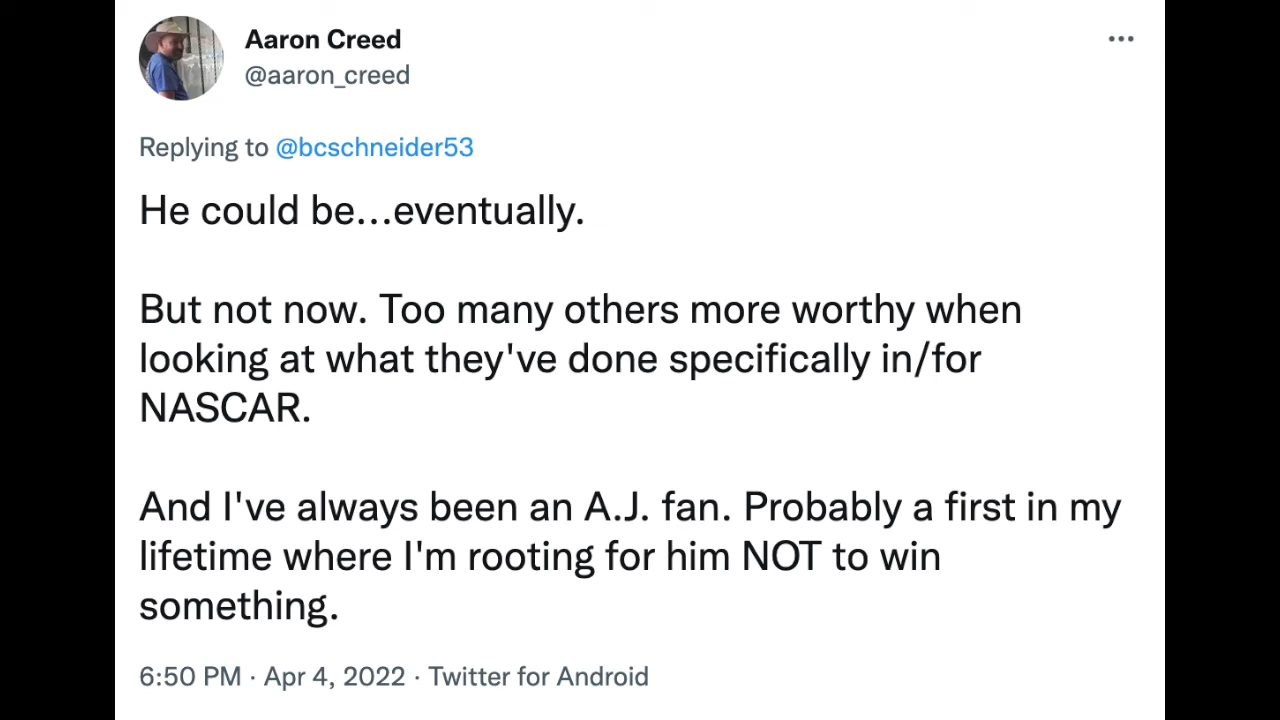 Aaron Creed
@aaron_creed
Replying to @bcschneider53
He could be...eventually.
But not now. Too many others more worthy when
looking at what they've done specifically in/for
NASCAR.
And I've always been an A.J. fan. Probably a first in my
lifetime where I'm rooting for him NOT to win
something.
6:50 PM · Apr 4, 2022 · Twitter for Android